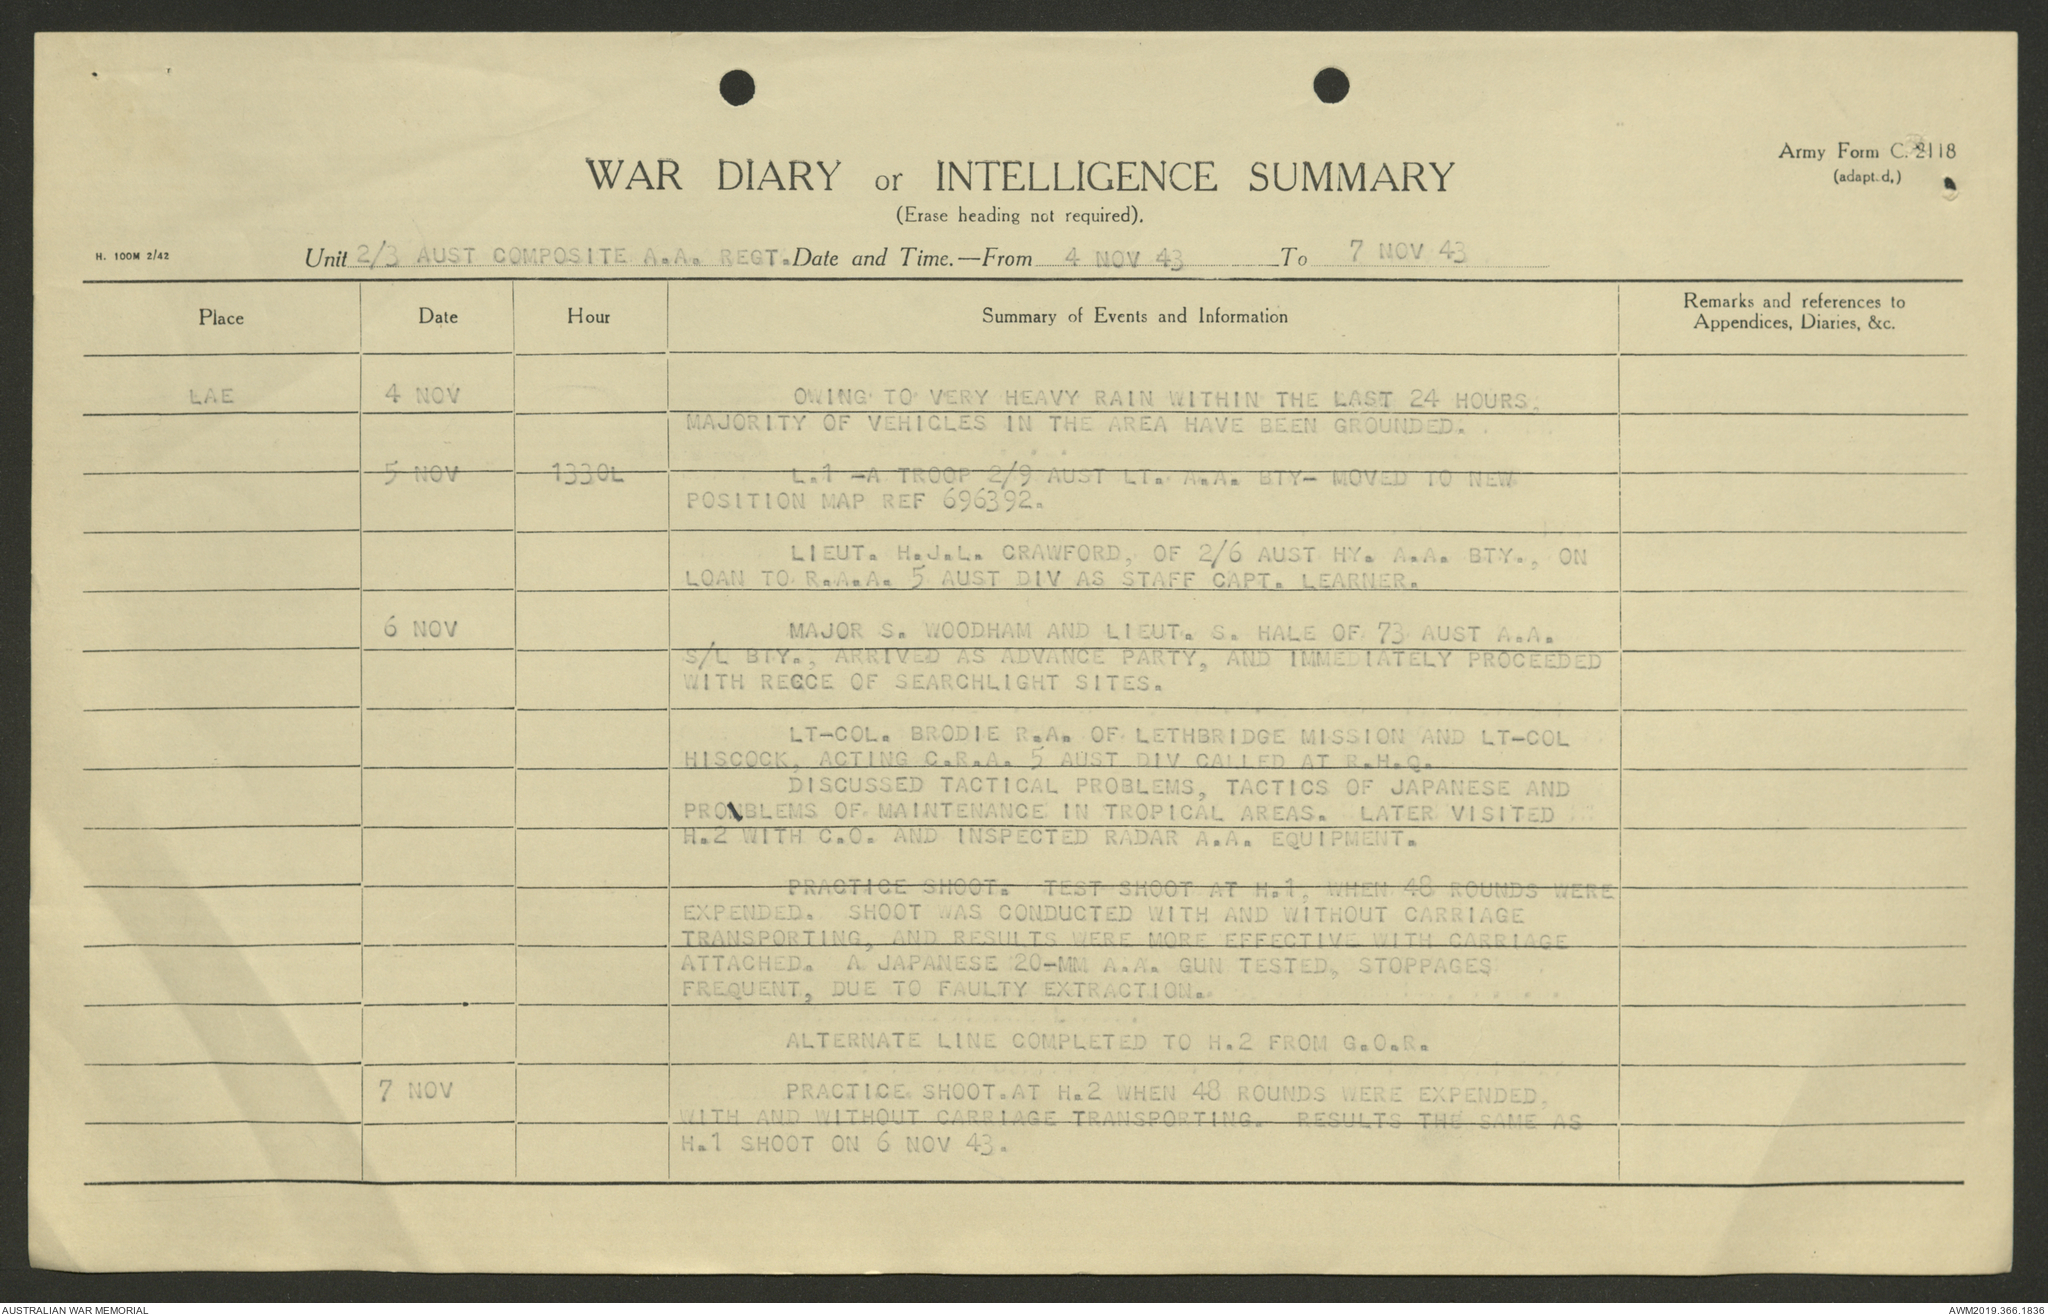 Army Form C. 2118
(adapt.d.)
WAR DIARY or INTELLIGENCE SUMMARY
(Erase heading not required).
H. 100M 2/42
Unit 2/3 AUST COMPOSITE A.A. REGT. Date and Time.—From 4 NOV 43 To 7 NOV 43
Place Date Hour Summary of Events and Information Remarks and references to
Appendices, Diaries, &c.
LAE 4 NOV OWING TO VERY HEAVY RAIN WITHIN THE LAST 24 HOURS,
MAJORITY OF VEHICLES IN THE AREA HAVE BEEN GROUNDED.
5 NOV 1330L L.1 -A TROOP 2/9 AUST LT. A.A. BTY- MOVED TO NEW
POSITION MAP REF 696392.
LIEUT. H.J.L. CRAWFORD, OF 2/6 AUST HY. A.A. BTY., ON
LOAN TO R.A.A. 5 AUST DIV AS STAFF CAPT. LEARNER.
6 NOV MAJOR S. WOODHAM AND LIEUT. S. HALE OF 73 AUST A.A.
S/L BTY., ARRIVED AS ADVANCE PARTY, AND IMMEDIATELY PROCEEDED
WITH RECCE OF SEARCHLIGHT SITES.
LT-COL. BRODIE R.A. OF LETHBRIDGE MISSION AND LT-COL
HISCOCK, ACTING C.R.A. 5 AUST DIV CALLED AT R.H.Q.
DISCUSSED TACTICAL PROBLEMS, TACTICS OF JAPANESE AND
PROBLEMS OF MAINTENANCE IN TROPICAL AREAS. LATER VISITED
H.2 WITH C.O. AND INSPECTED RADAR A.A. EQUIPMENT.
PRACTICE SHOOT. TEST SHOOT AT H.1, WHEN 48 ROUNDS WERE
EXPENDED. SHOOT WAS CONDUCTED WITH AND WITHOUT CARRIAGE
TRANSPORTING, AND RESULTS WERE MORE EFFECTIVE WITH CARRIAGE
ATTACHED. A JAPANESE 20-MM A.A. GUN TESTED, STOPPAGES
FREQUENT, DUE TO FAULTY EXTRACTION.
ALTERNATE LINE COMPLETED TO H.2 FROM G.O.R.
7 NOV PRACTICE SHOOT.AT H.2 WHEN 48 ROUNDS WERE EXPENDED,
WITH AND WITHOUT CARRIAGE TRANSPORTING. RESULTS THE SAME AS
H.1 SHOOT ON 6 NOV 43.
AUSTRALIAN WAR MEMORIAL
AWM2019.366.1836